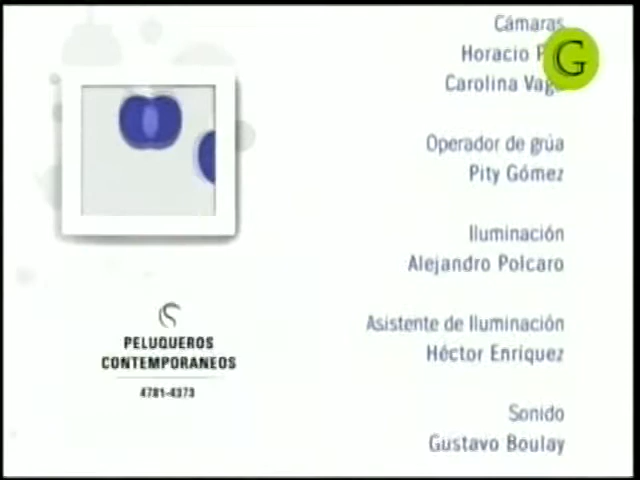 Cámaras
Horacio
Carolina
G
Operador de grúa
Pity Gómez
Iluminación
Alejandro Polcaro
Asistente de Iluminación
Héctor Enríquez
Sonido
Gustavo Boulay
PELUQUEROS
CONTEMPORANEOS
4781-4373